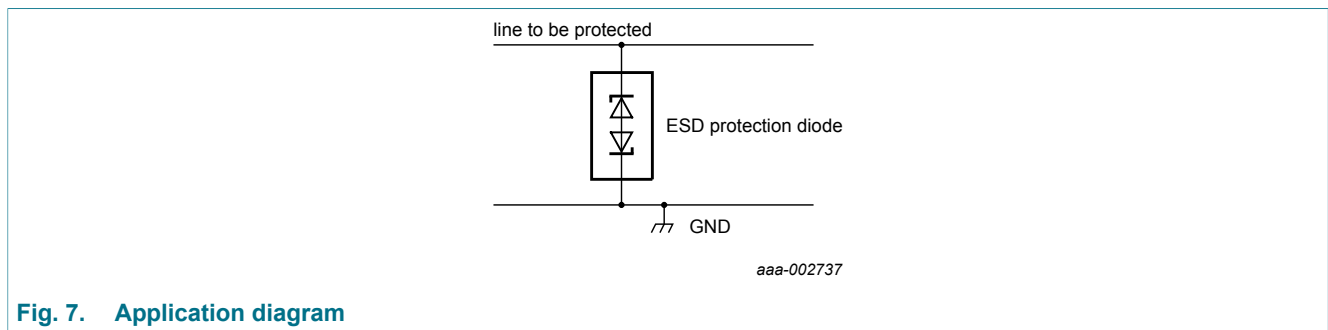 line to be protected
ESD protection diode
GND
aaa-002737
Fig. 7. Application diagram